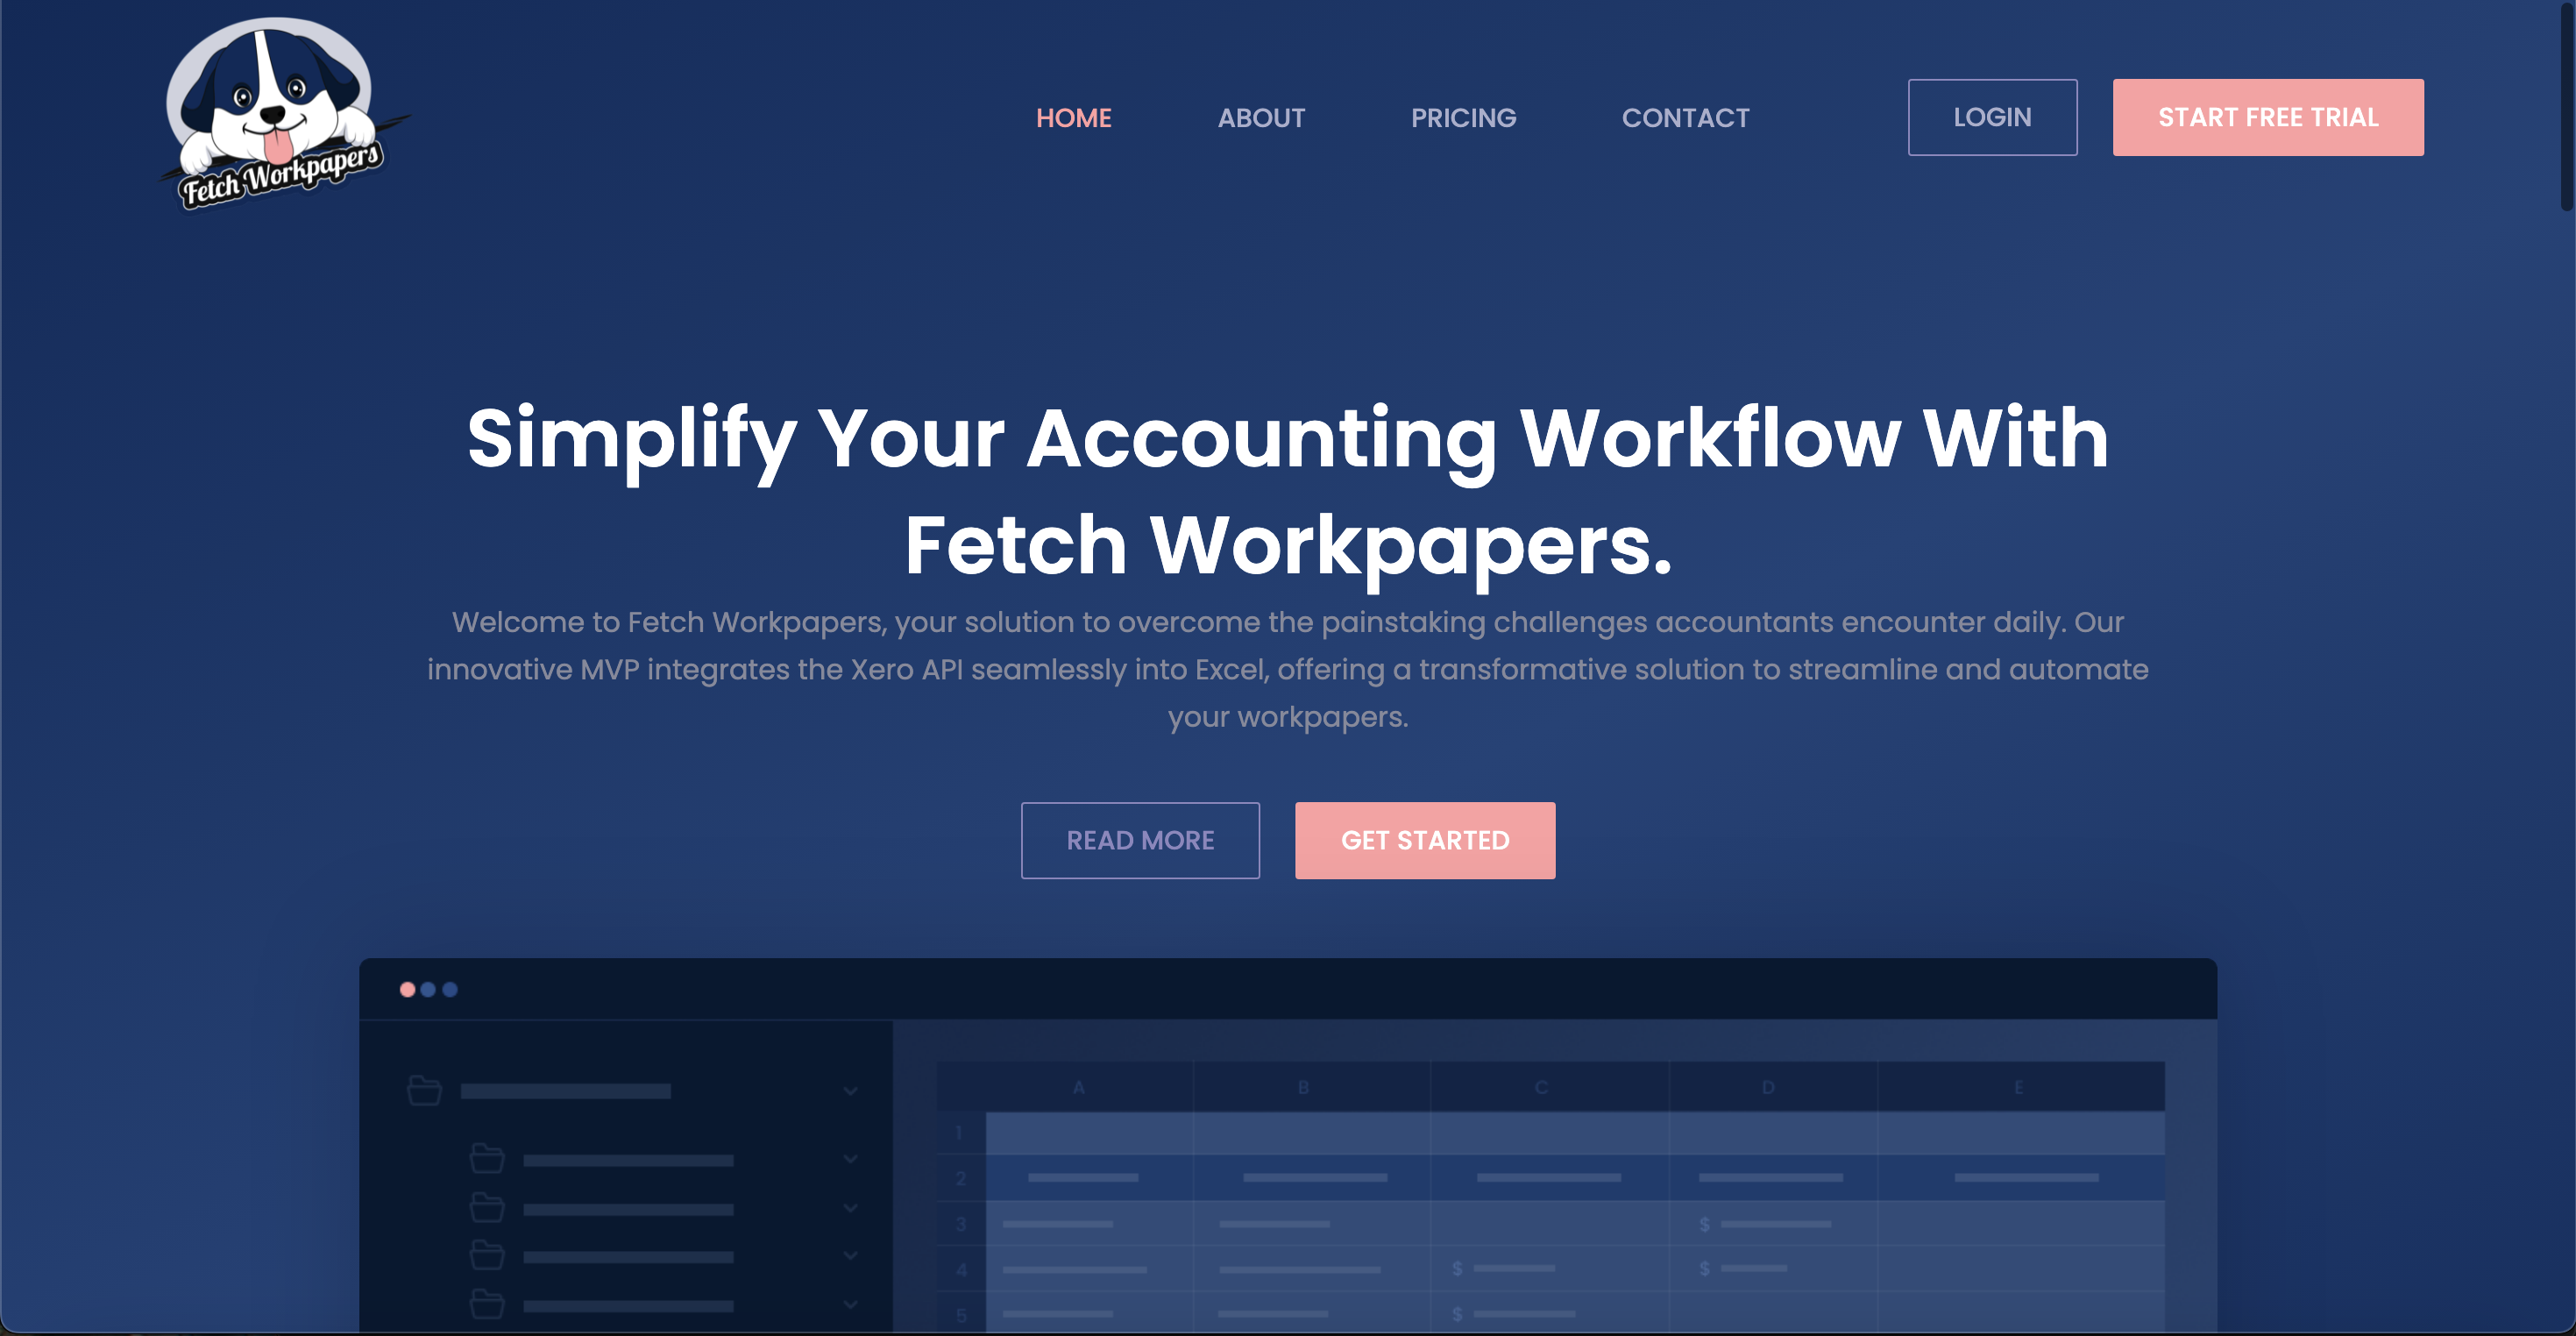 Fetch Workpapers
HOME
ABOUT
PRICING
CONTACT
LOGIN
START FREE TRIAL
Simplify Your Accounting Workflow With
Fetch Workpapers.
Welcome to Fetch Workpapers, your solution to overcome the painstaking challenges accountants encounter daily. Our
innovative MVP integrates the Xero API seamlessly into Excel, offering a transformative solution to streamline and automate
your workpapers.
READ MORE
GET STARTED
A B C D E
1
2
3 $
4 $ $
5 $